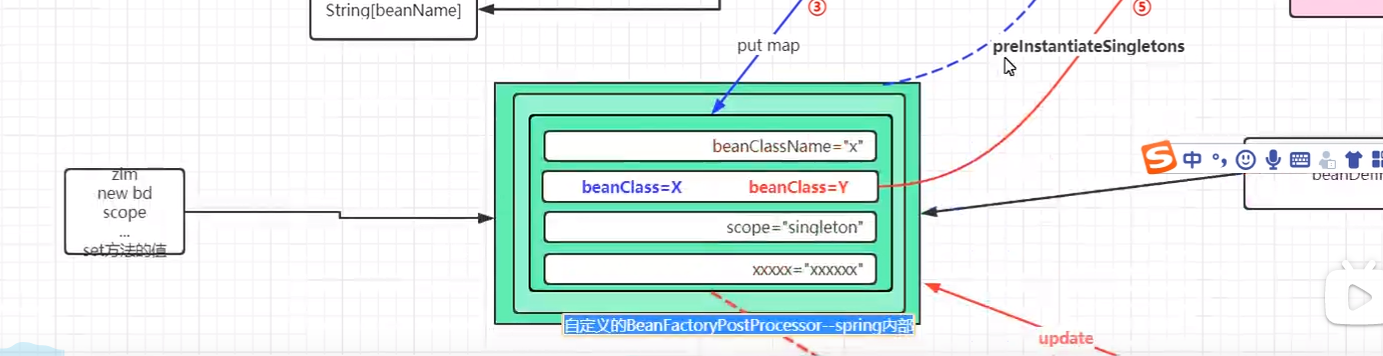 String[beanName]
③
⑤
put map
preInstantiateSingletons
beanClassName="x"
beanClass=X beanClass=Y
scope="singleton"
xxxxx="xxxxxx"
zlm
new bd
scope
...
set方法的值
中
自定义的BeanFactoryPostProcessor--spring内部
update